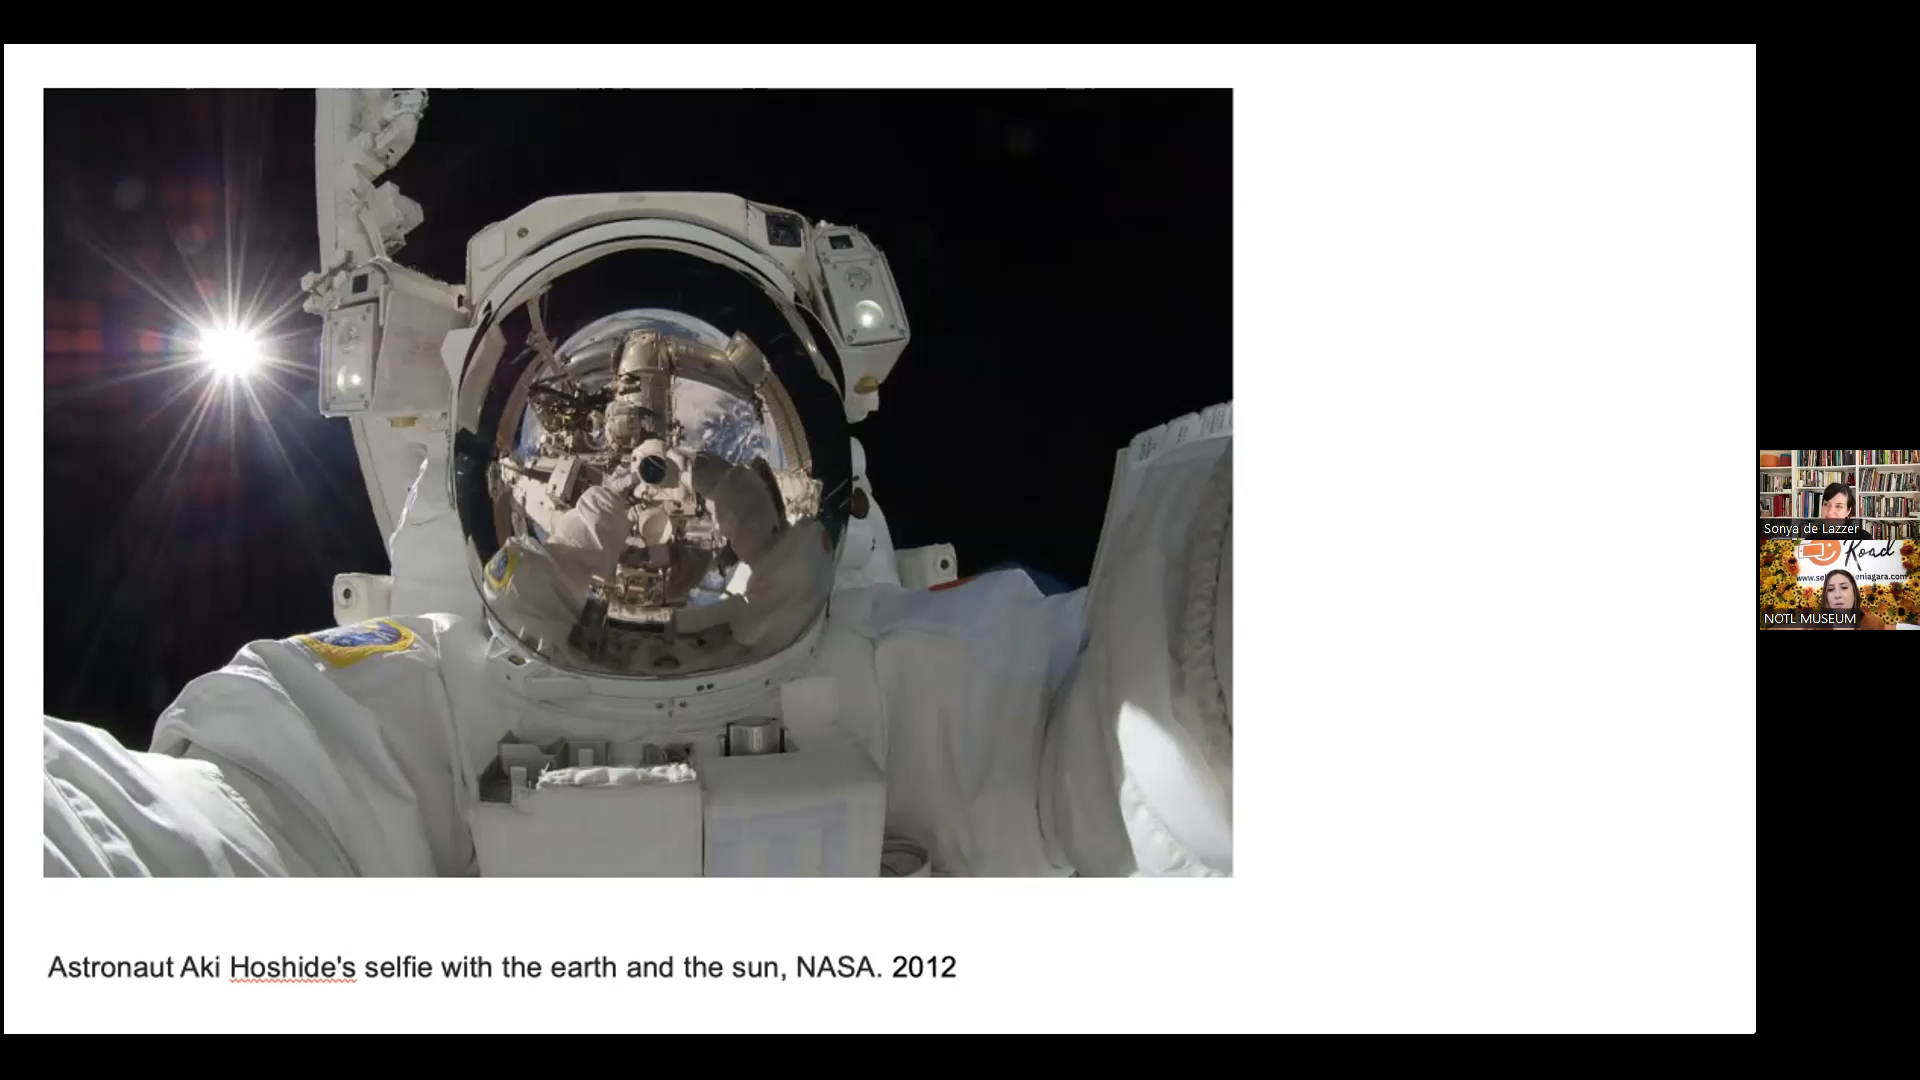 Astronaut Aki Hoshide's selfie with the earth and the sun, NASA. 2012
Sonya de Lazzer
Road
NOTL MUSEUM